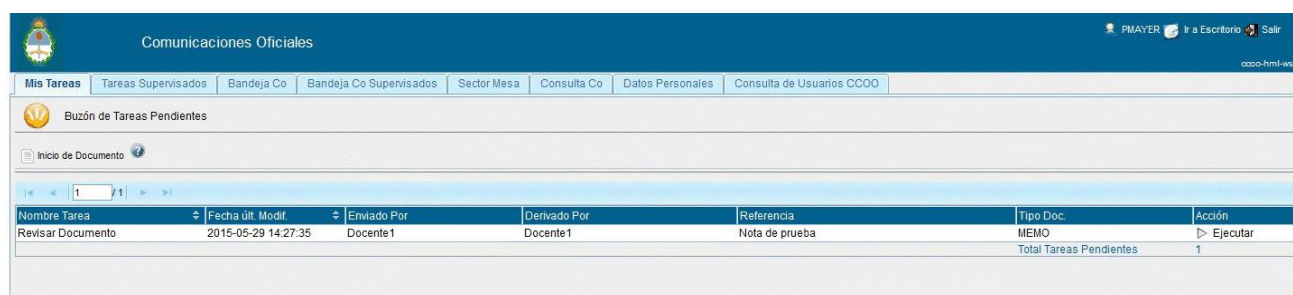 PMAYER Ir a Escritorio Salir
Comunicaciones Oficiales
ccoo-hml-ws
Mis Tareas Tareas Supervisados Bandeja Co Bandeja Co Supervisados Sector Mesa Consulta Co Datos Personales Consulta de Usuarios CCOO
Buzón de Tareas Pendientes
Inicio de Documento
1 / 1
Nombre Tarea Fecha últ. Modif. Enviado Por Derivado Por Referencia Tipo Doc. Acción
Revisar Documento 2015-05-29 14:27:35 Docente1 Docente1 Nota de prueba MEMO Ejecutar
Total Tareas Pendientes 1